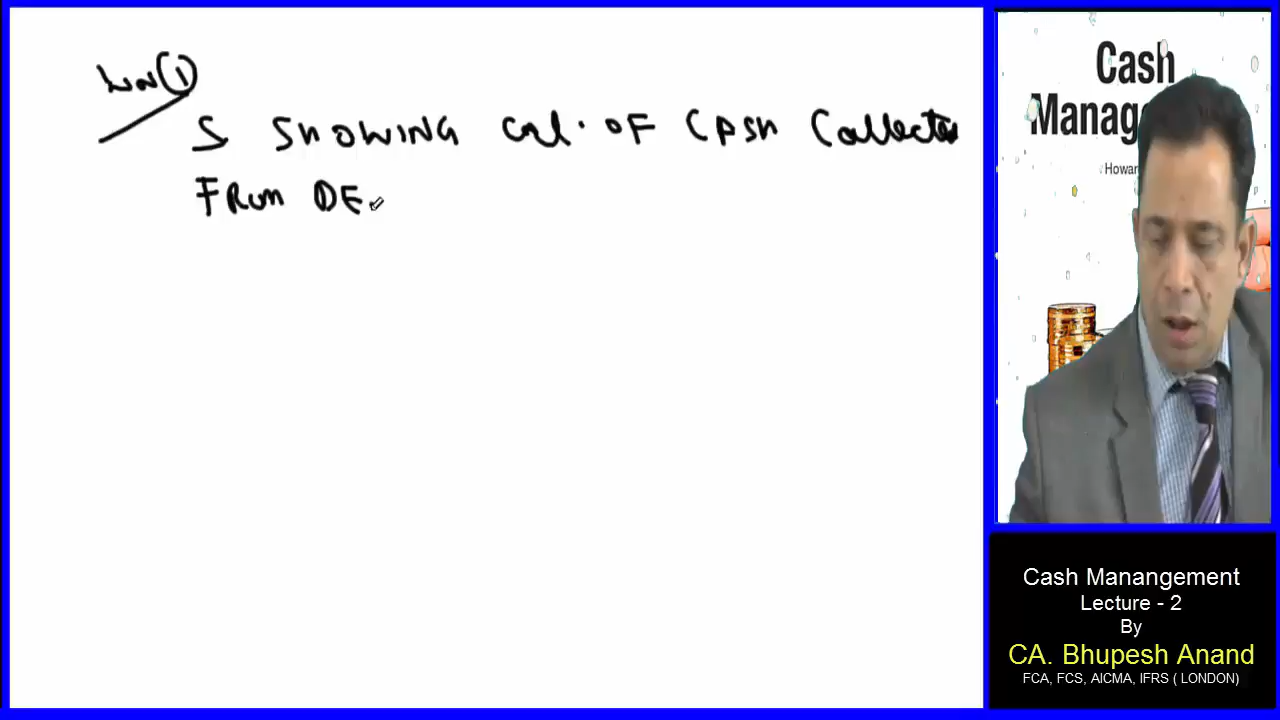 WN (1)
S SHOWING Cal. OF CASH Collected
FROM DE
Cash
Manag
Howar
Cash Manangement
Lecture - 2
By
CA. Bhupesh Anand
FCA, FCS, AICMA, IFRS ( LONDON)